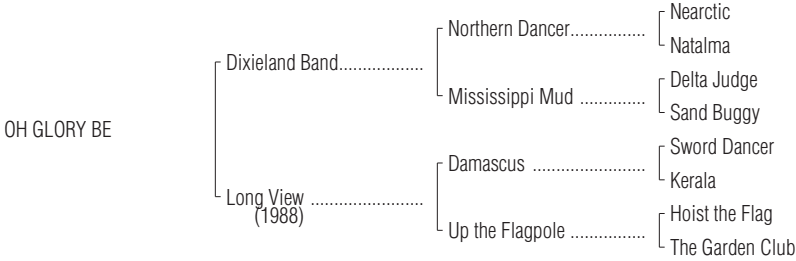 Nearctic
Northern Dancer................
Natalma
Dixieland Band..................
Delta Judge
Mississippi Mud ..............
Sand Buggy
OH GLORY BE
Sword Dancer
Damascus ........................
Kerala
Long View ........................
(1988)
Hoist the Flag
Up the Flagpole ................
The Garden Club